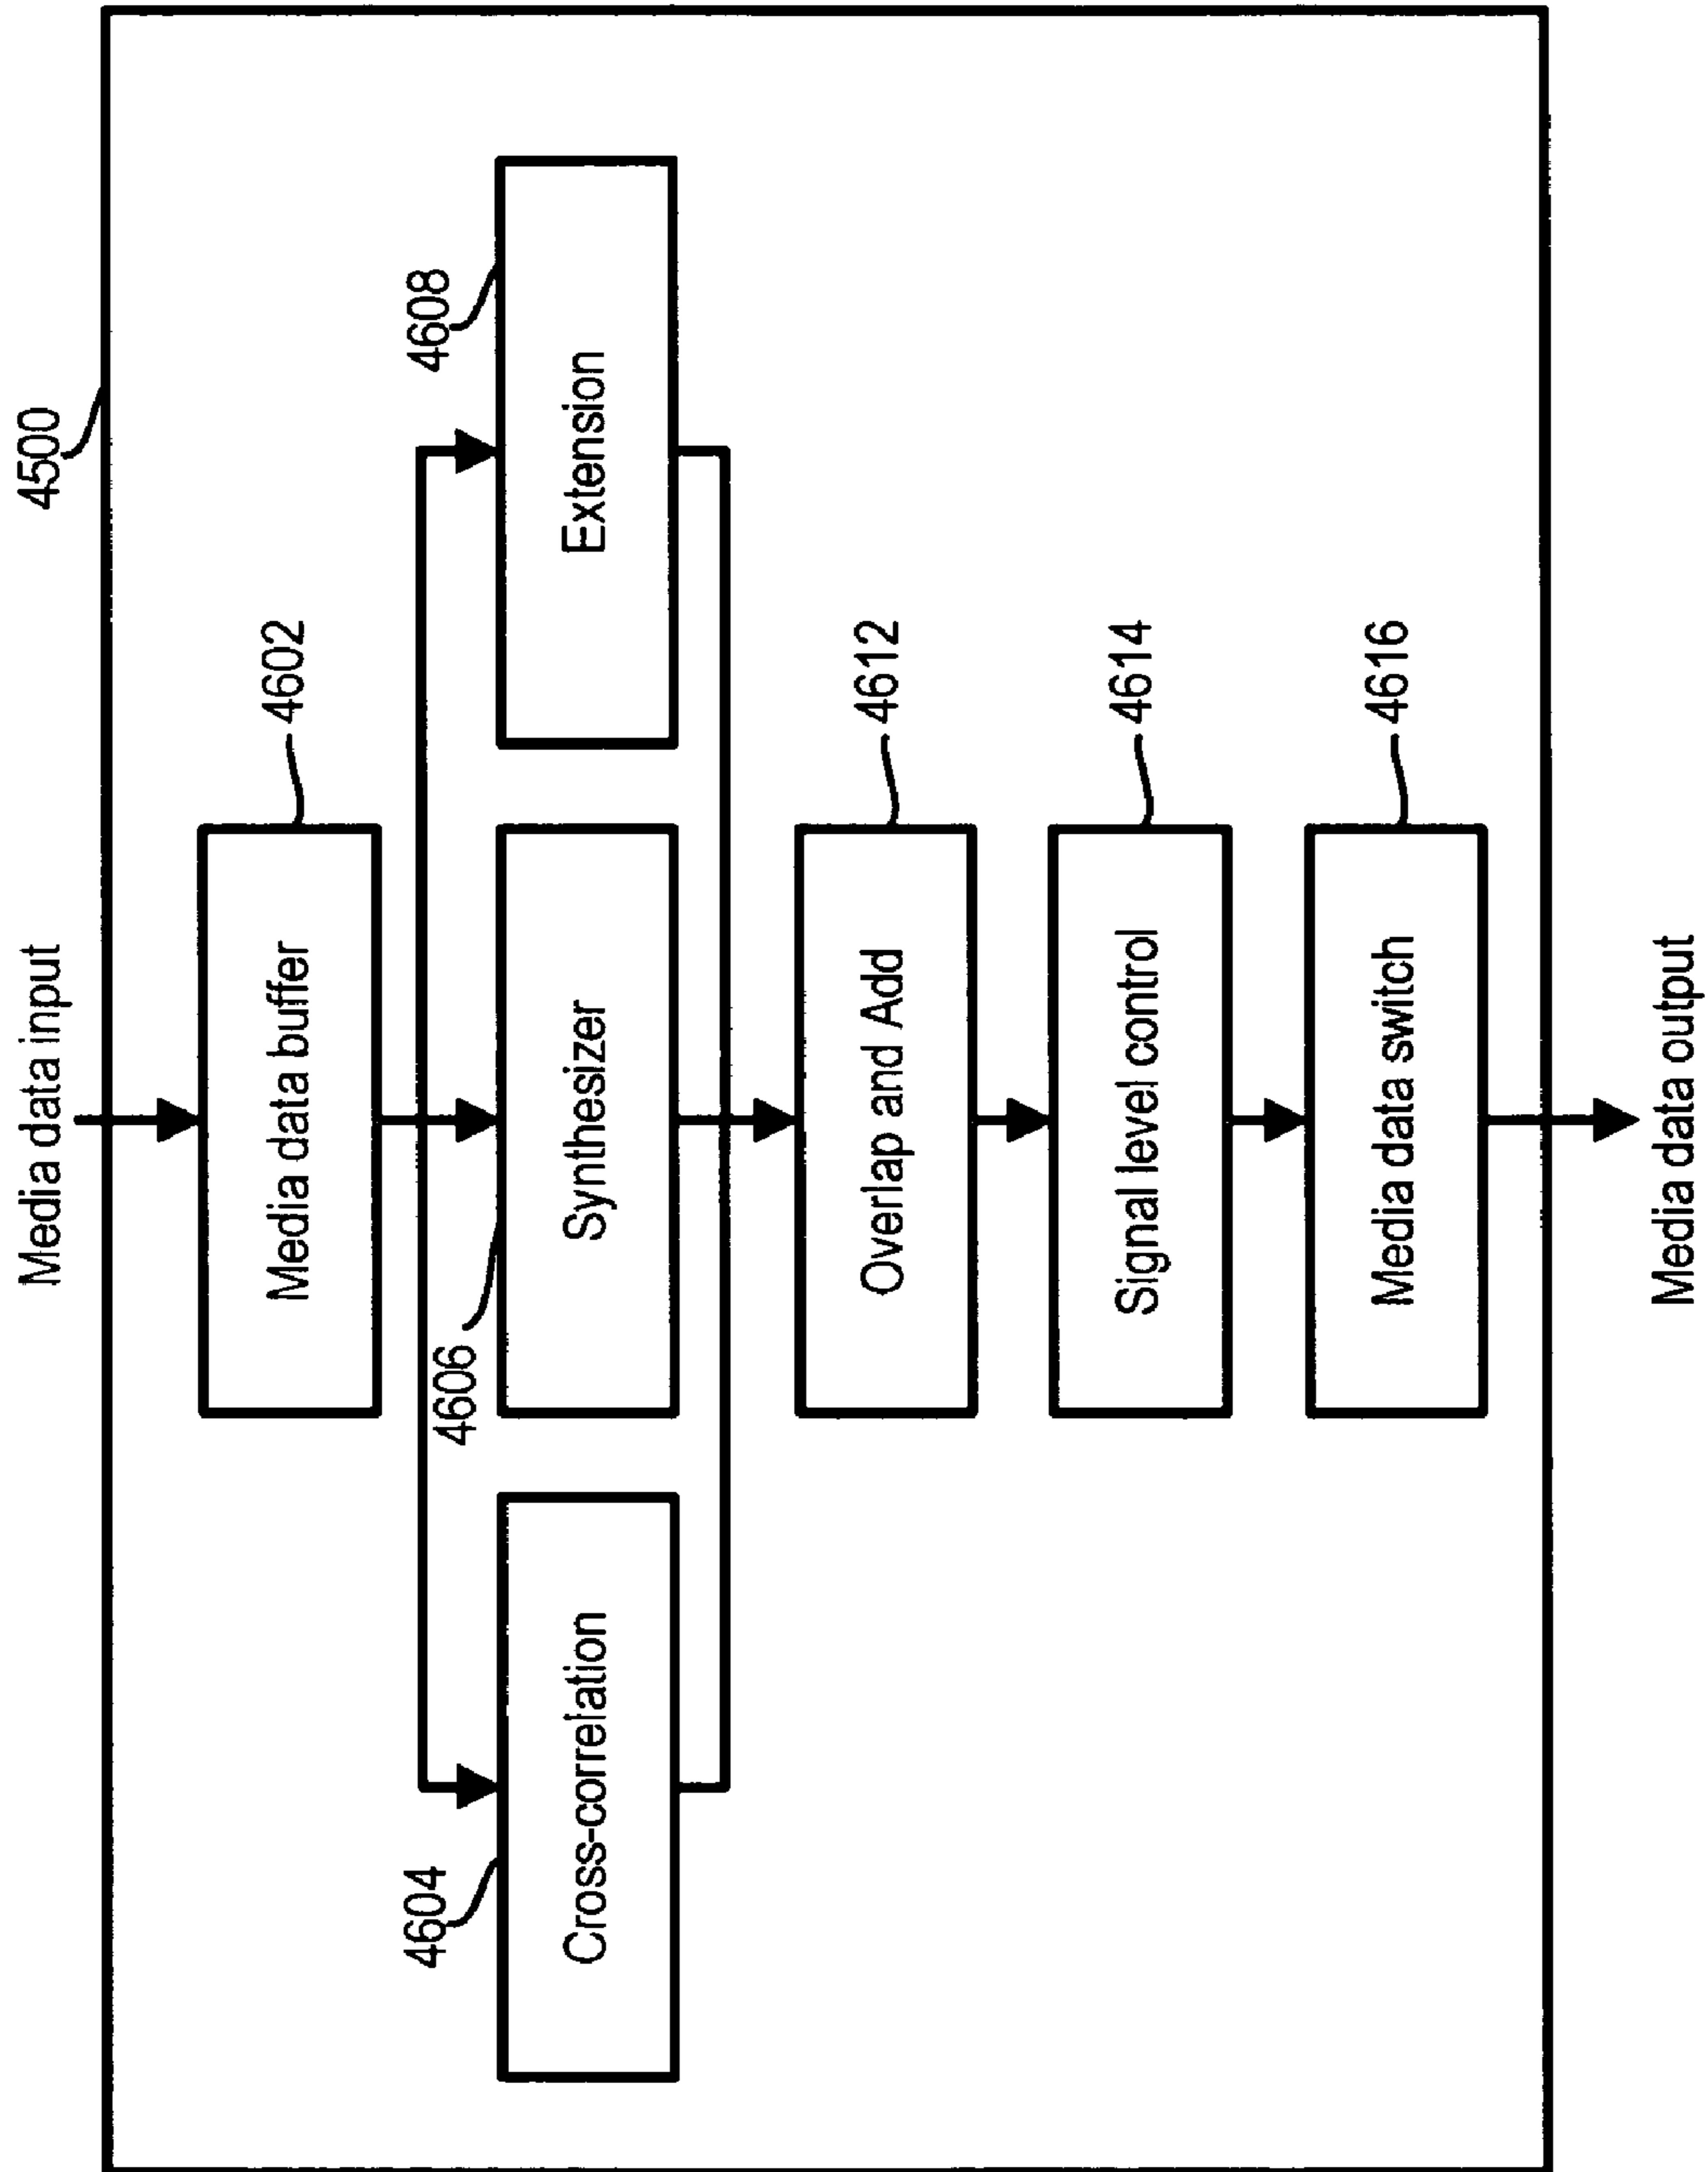 Media data input
4500
Media data buffer
4602
4604
Cross-correlation
4606
Synthesizer
4608
Extension
Overlap and Add
4612
Signal level control
4614
Media data switch
4616
Media data output